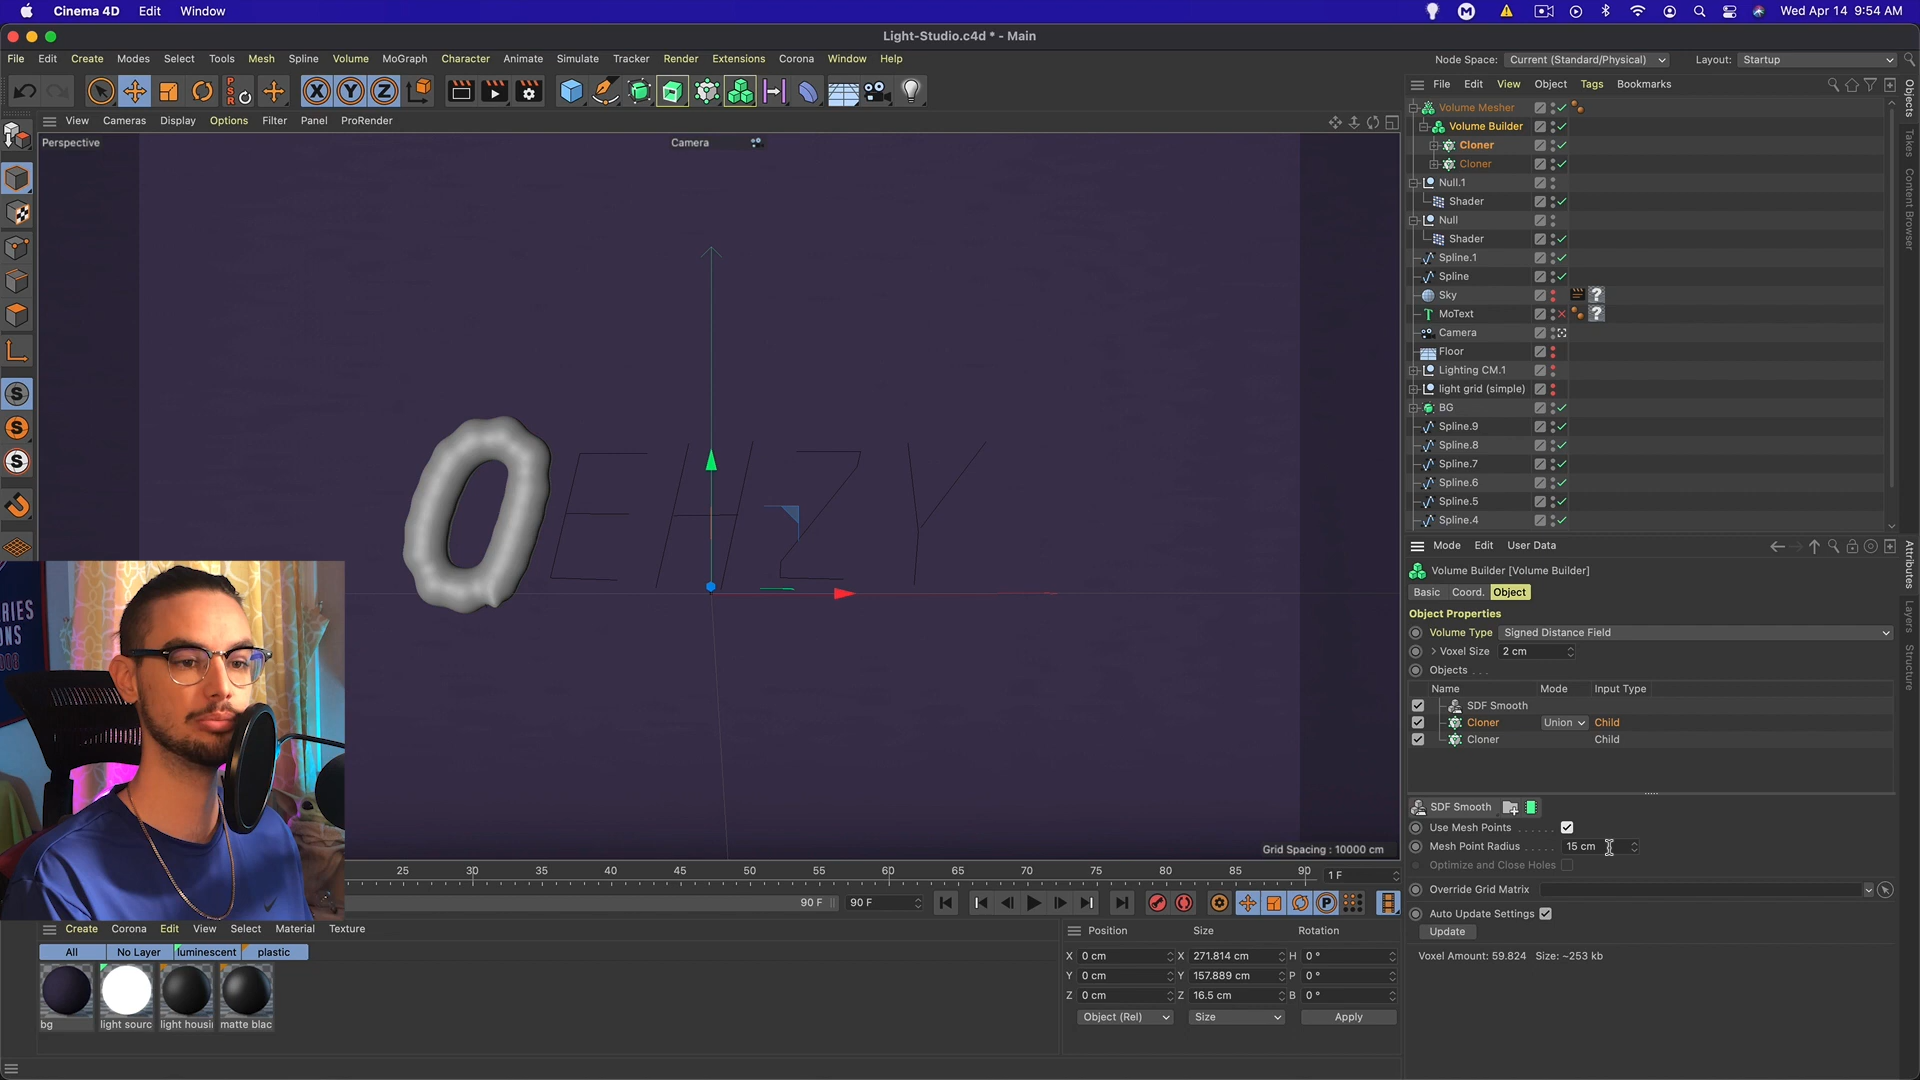 Cinema 4D Edit Window Wed Apr 14 9:54 AM
Light-Studio.c4d * - Main
File Edit Create Modes Select Tools Mesh Spline Volume MoGraph Character Animate Simulate Tracker Render Extensions Corona Window Help Node Space: Current (Standard/Physical) Layout: Startup
File Edit View Object Tags Bookmarks
View Cameras Display Options Filter Panel ProRender
Perspective Camera
Volume Mesher
Volume Builder
Cloner
Cloner
Null.1
Shader
Null
Shader
Spline.1
Spline
Sky
MoText
Camera
Floor
Lighting CM.1
light grid (simple)
BG
Spline.9
Spline.8
Spline.7
Spline.6
Spline.5
Spline.4
Objects
Takes
Content Browser
Attributes
Layers
Structure
OEHZY
Mode Edit User Data
Volume Builder [Volume Builder]
Basic Coord. Object
Object Properties
Volume Type Signed Distance Field
Voxel Size 2 cm
Objects . . .
Name Mode Input Type
SDF Smooth
Cloner Union Child
Cloner Child
SDF Smooth
Use Mesh Points . . . . . .
Mesh Point Radius . . . . . 15 cm
Optimize and Close Holes
Override Grid Matrix
Auto Update Settings
Update
Voxel Amount: 59.824 Size: ~253 kb
Grid Spacing : 10000 cm
25 30 35 40 45 50 55 60 65 70 75 80 85 90 1 F
90 F 90 F
Create Corona Edit View Select Material Texture
All No Layer luminescent plastic
bg light sourc light housi matte blac
Position Size Rotation
X 0 cm X 271.814 cm H 0 °
Y 0 cm Y 157.889 cm P 0 °
Z 0 cm Z 16.5 cm B 0 °
Object (Rel) Size Apply